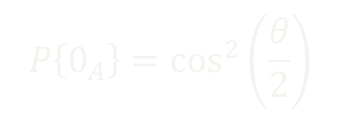 P{0_A} = cos²(θ/2)